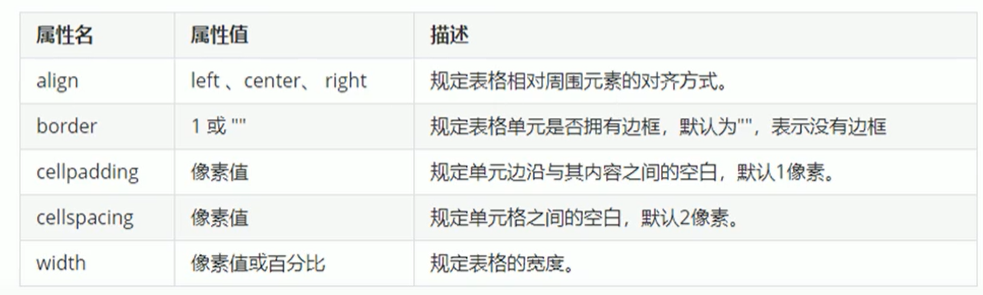 属性名 属性值 描述
align left 、center、 right 规定表格相对周围元素的对齐方式。
border 1 或 "" 规定表格单元是否拥有边框，默认为""，表示没有边框
cellpadding 像素值 规定单元边沿与其内容之间的空白，默认1像素。
cellspacing 像素值 规定单元格之间的空白，默认2像素。
width 像素值或百分比 规定表格的宽度。